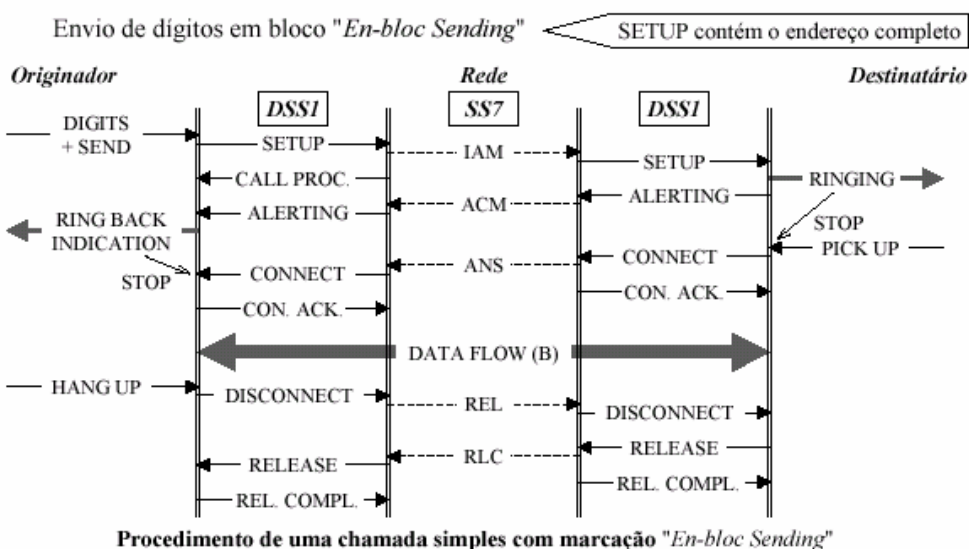 Envio de dígitos em bloco "En-bloc Sending"
SETUP contém o endereço completo
Originador
Rede
Destinatário
DSS1
SS7
DSS1
DIGITS
+ SEND
SETUP
IAM
SETUP
CALL PROC.
RINGING
ALERTING
ACM
ALERTING
RING BACK
INDICATION
STOP
PICK UP
STOP
CONNECT
ANS
CONNECT
CON. ACK.
CON. ACK.
DATA FLOW (B)
HANG UP
DISCONNECT
REL
DISCONNECT
RELEASE
RLC
RELEASE
REL. COMPL.
REL. COMPL.
Procedimento de uma chamada simples com marcação "En-bloc Sending"